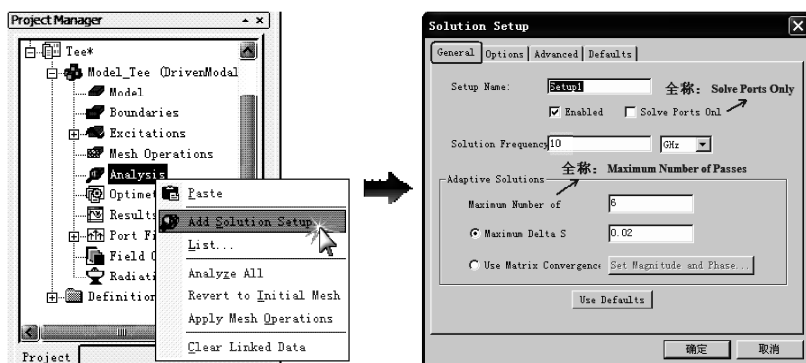 Project Manager
Tee*
Model_Tee (DrivenModal
Model
Boundaries
Excitations
Mesh Operations
Analysis
Optimet
Results
Port Fi
Field O
Radiati
Definition
Project
Paste
Add Solution Setup
List...
Analyze All
Revert to Initial Mesh
Apply Mesh Operations
Clear Linked Data
Solution Setup
General Options Advanced Defaults
Setup Name: Setup1
全称： Solve Ports Only
Enabled Solve Ports Onl
Solution Frequency 10 GHz
全称： Maximum Number of Passes
Adaptive Solutions
Maximum Number of 6
Maximum Delta S 0.02
Use Matrix Convergence Set Magnitude and Phase...
Use Defaults
确定 取消